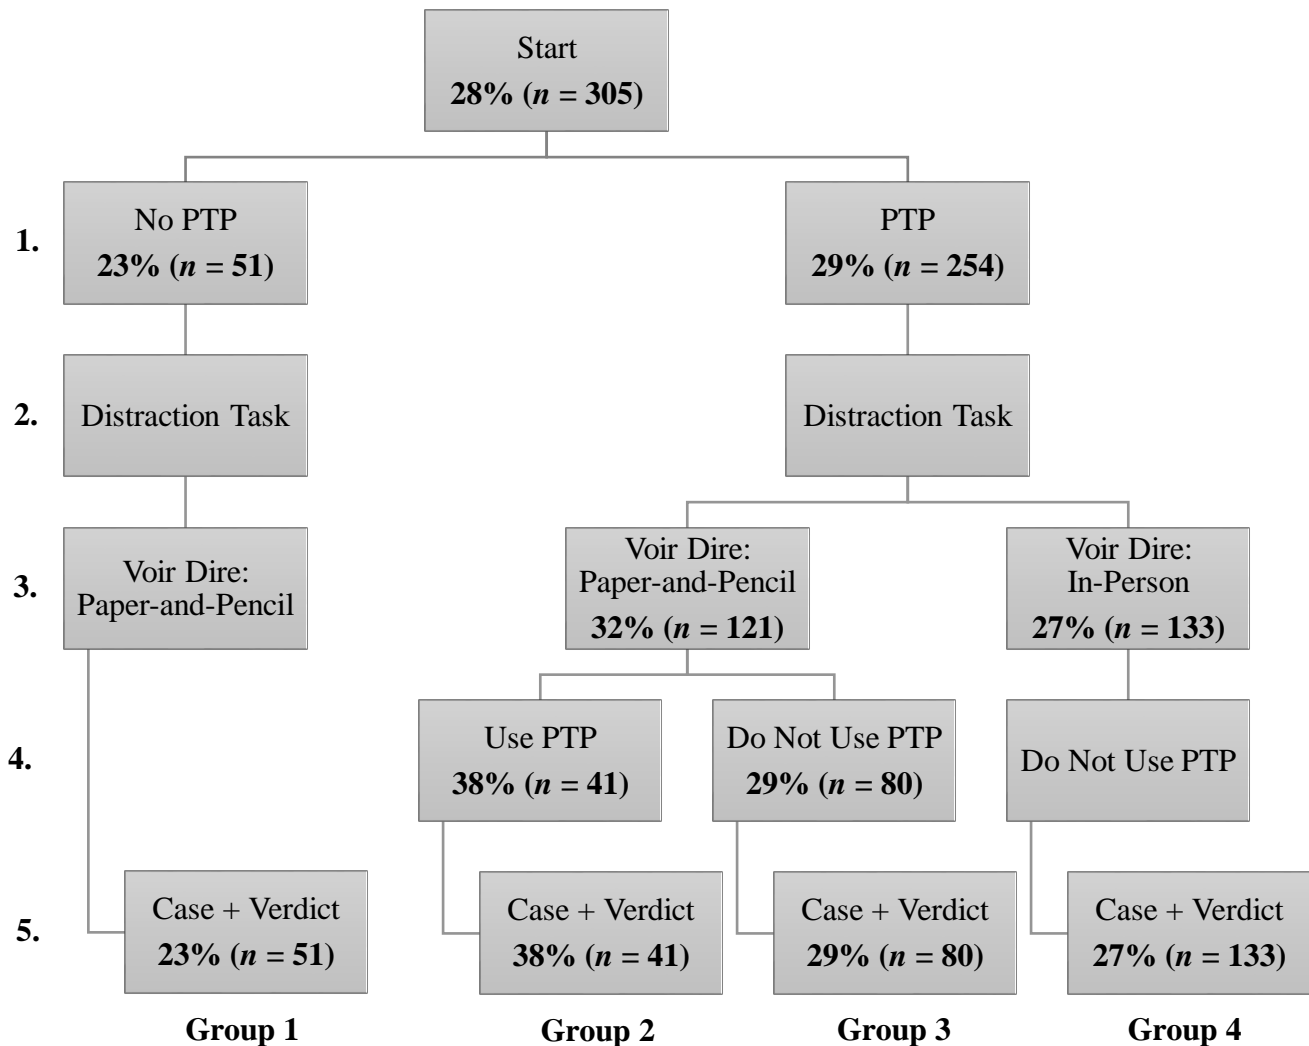 Start
28% (n = 305)
1.
No PTP
23% (n = 51)
PTP
29% (n = 254)
2.
Distraction Task
Distraction Task
3.
Voir Dire:
Paper-and-Pencil
Voir Dire:
Paper-and-Pencil
32% (n = 121)
Voir Dire:
In-Person
27% (n = 133)
4.
Use PTP
38% (n = 41)
Do Not Use PTP
29% (n = 80)
Do Not Use PTP
5.
Case + Verdict
23% (n = 51)
Case + Verdict
38% (n = 41)
Case + Verdict
29% (n = 80)
Case + Verdict
27% (n = 133)
Group 1
Group 2
Group 3
Group 4